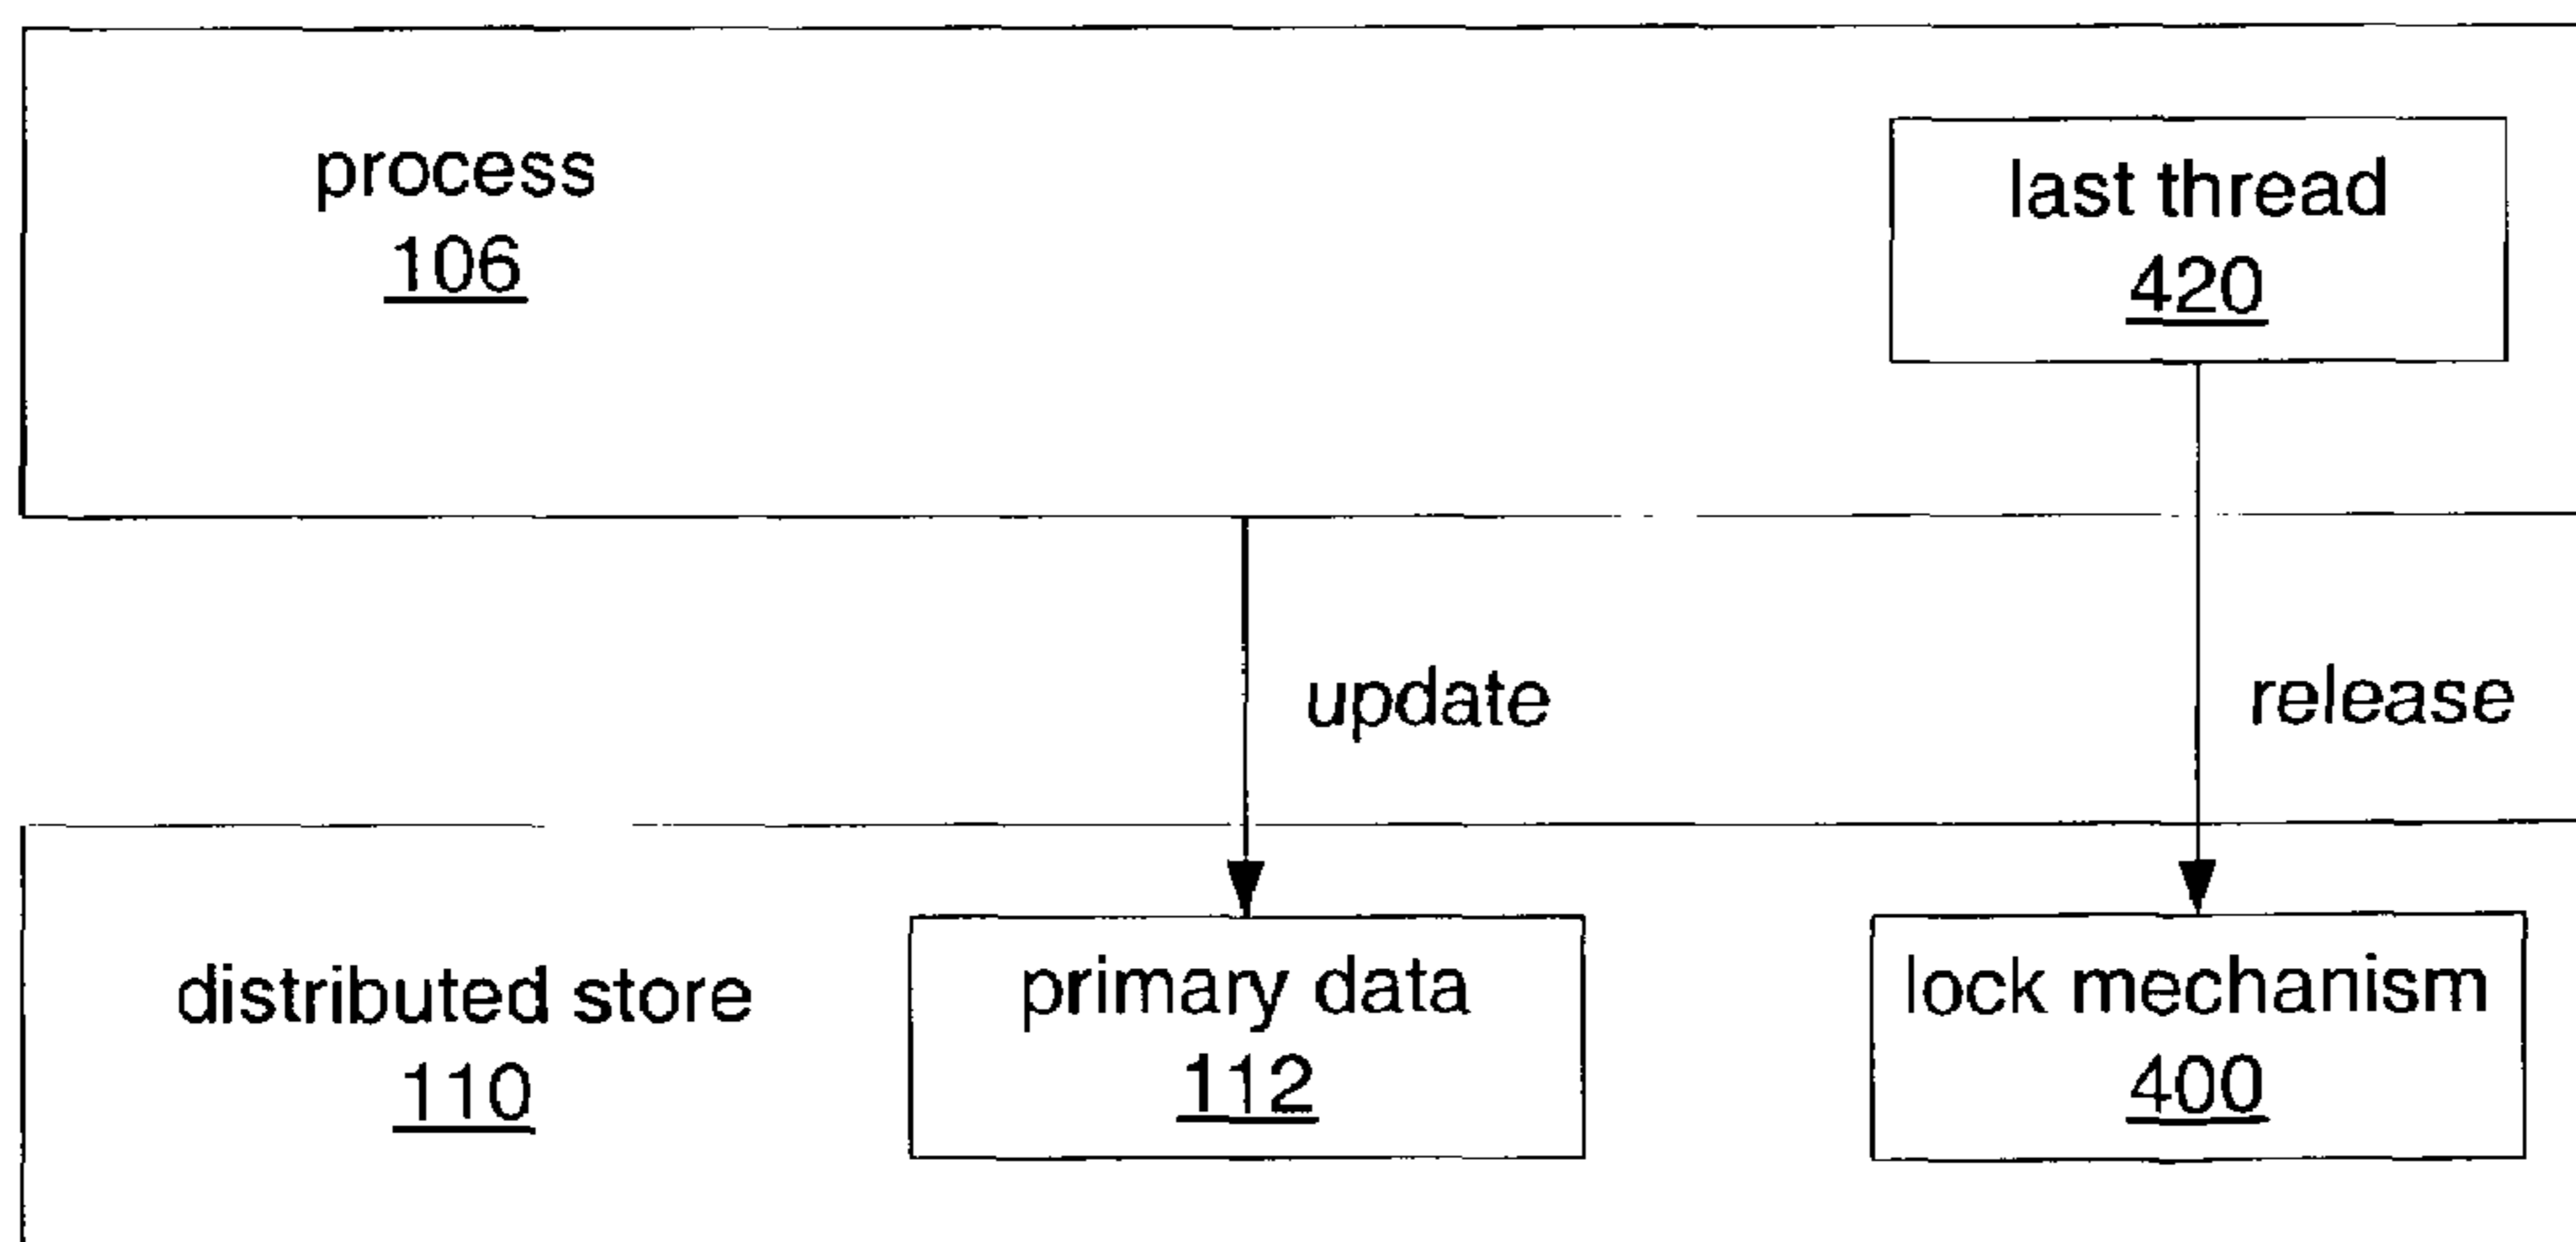 process
106
last thread
420
update
release
distributed store
110
primary data
112
lock mechanism
400